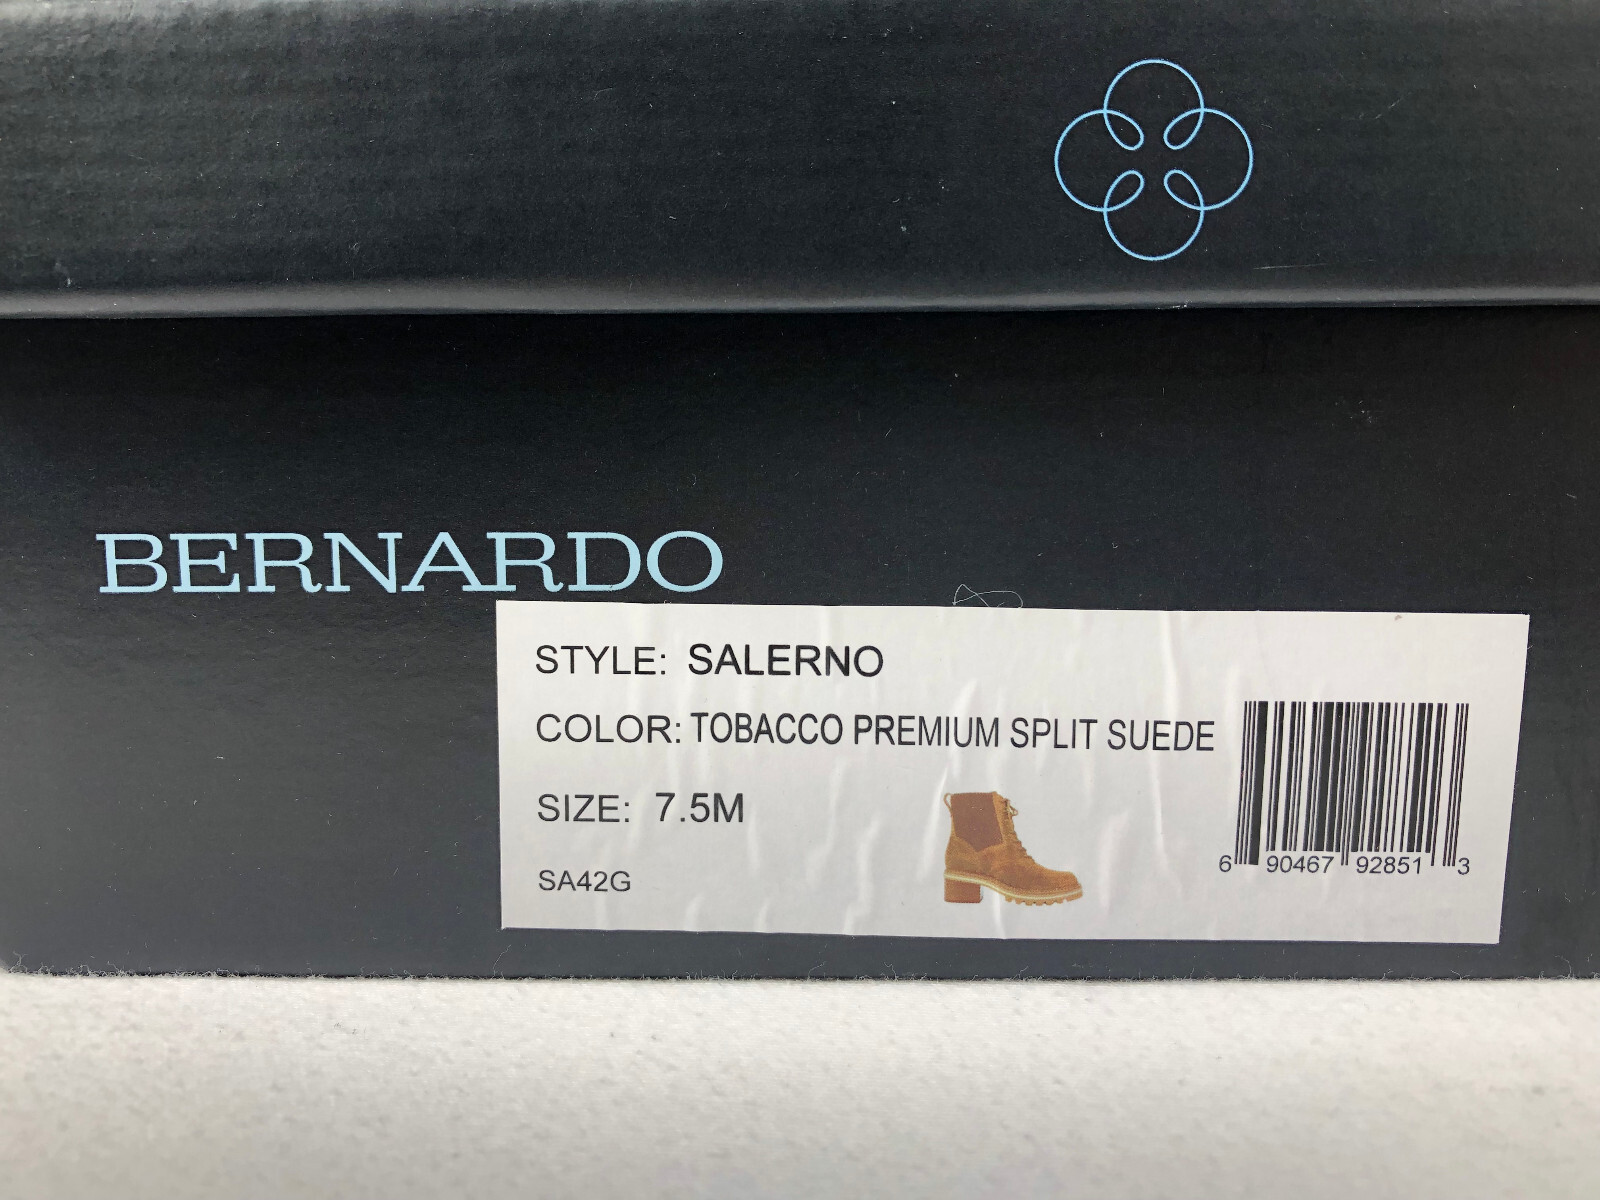 BERNARDO
STYLE: SALERNO
COLOR: TOBACCO PREMIUM SPLIT SUEDE
SIZE: 7.5M
SA42G
6 90467 92851 3